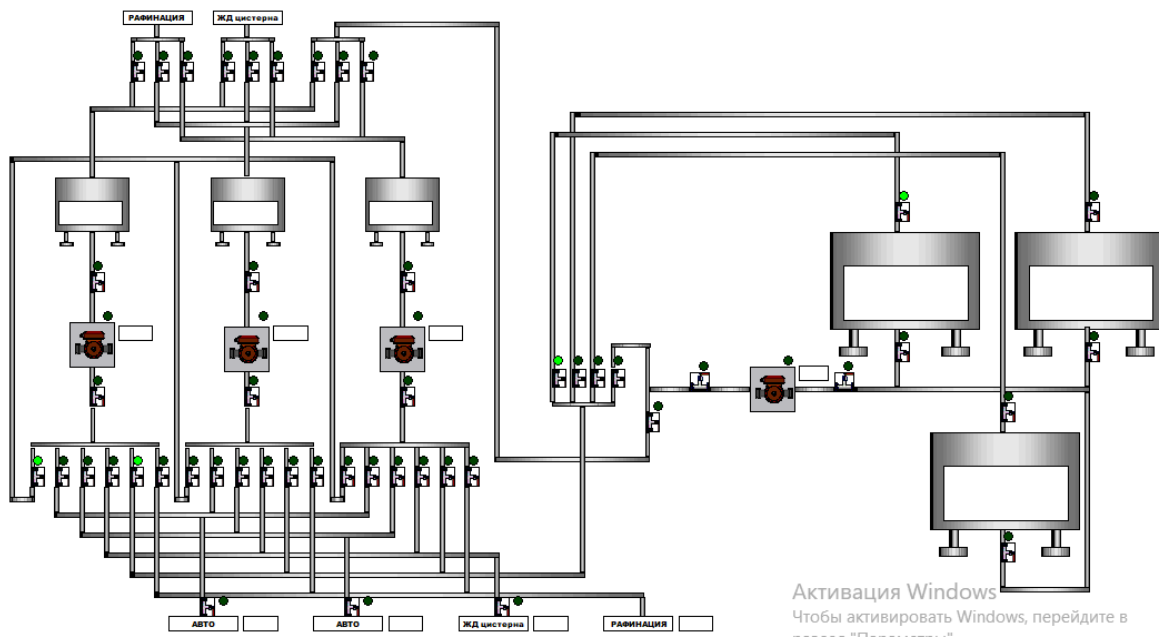 РАФИНАЦИЯ
ЖД цистерна
АВТО
АВТО
ЖД цистерна
РАФИНАЦИЯ
Активация Windows
Чтобы активировать Windows, перейдите в